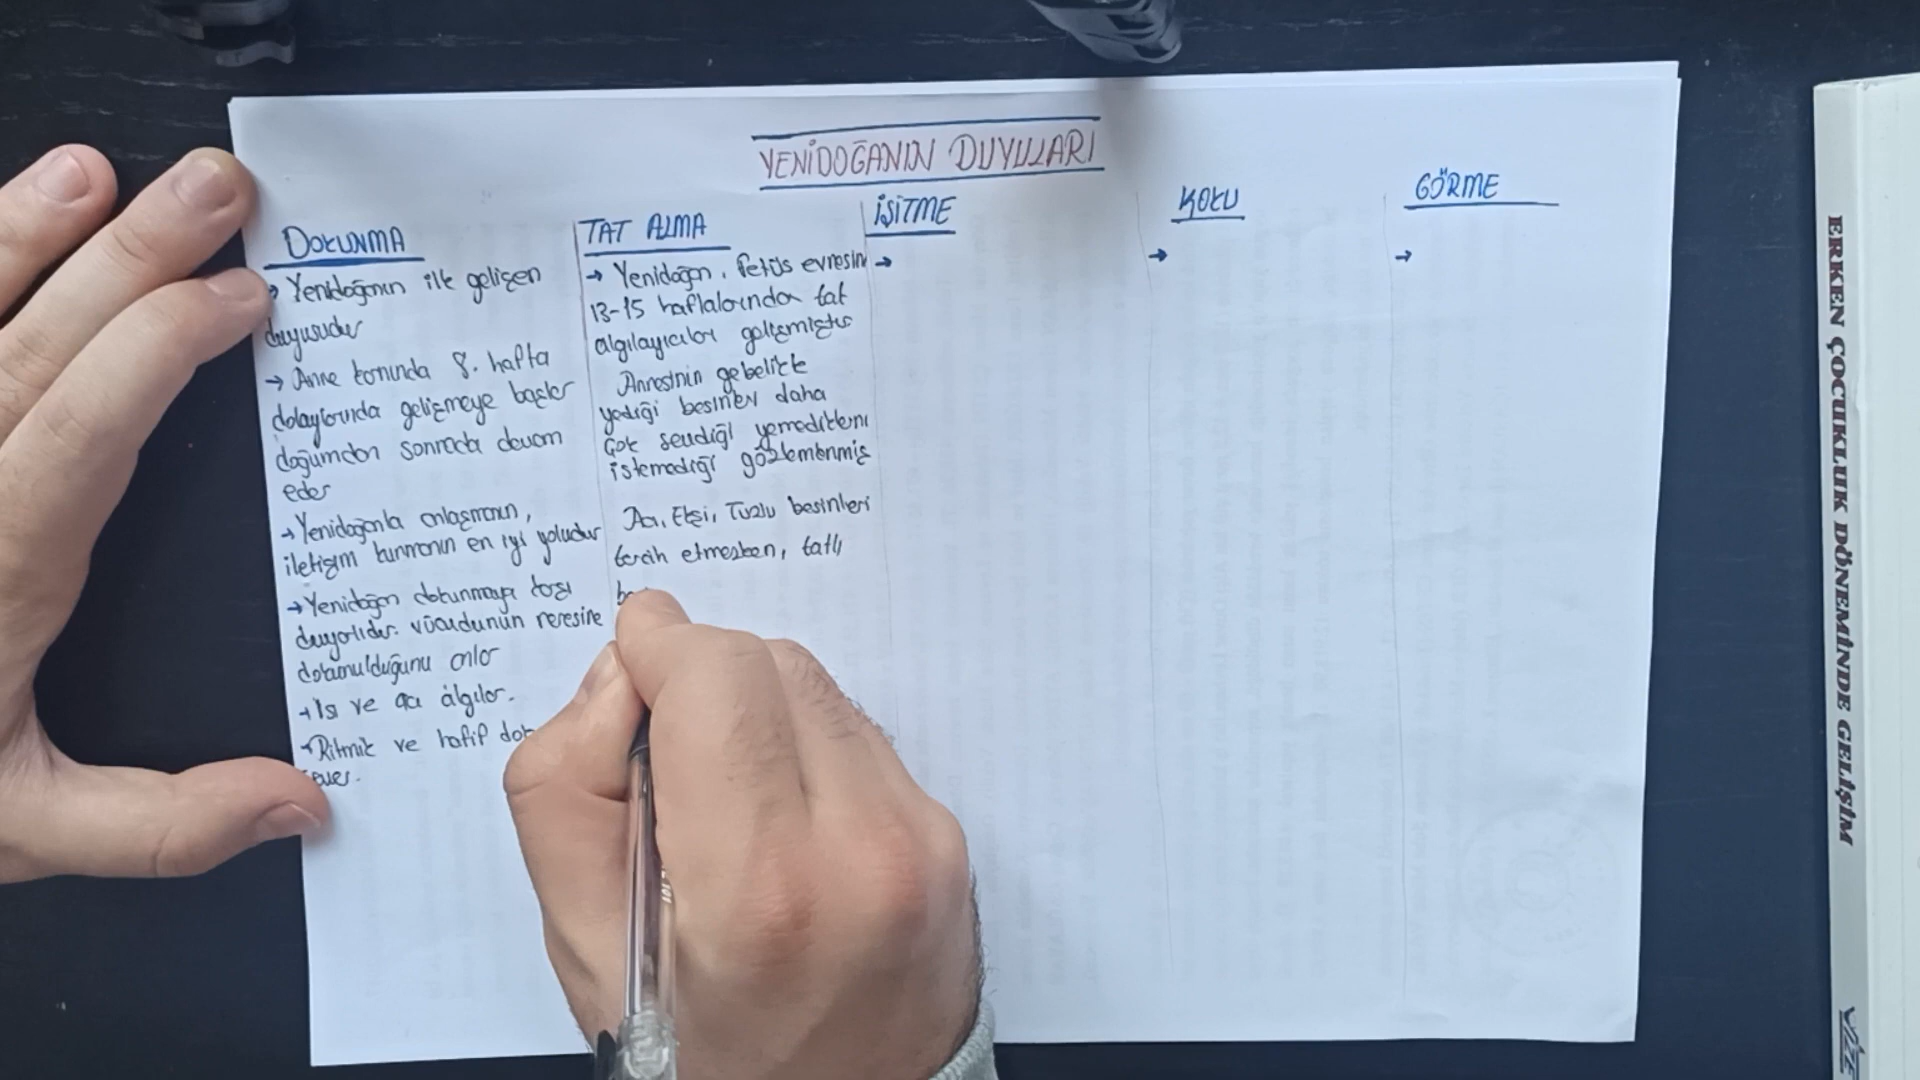 YENİDOĞANIN DUYULARI
DOKUNMA
→ Yenidoğanın ilk gelişen
duyusudur
→ Anne karnında 8. hafta
dolaylarında gelişmeye başlar
doğumdan sonrada devam
eder
→ Yenidoğanla anlaşmanın,
iletişim kurmanın en iyi yoludur
→ Yenidoğan dokunmaya karşı
duyarlıdır. vücudunun neresine
dokunulduğunu anlar
→ Isı ve acı algılar.
→ Ritmik ve hafif
sever.
TAT ALMA
→ Yenidoğan, fetüs evresin
13-15 haftalarında tat
algılayıcıları gelişmiştir
Annesinin gebelikte
yediği besinleri daha
çok sevdiği yemediklerini
istemediği gözlemlenmiş
Acı, Ekşi, Tuzlu besinleri
tercih etmezken, tatlı
İŞİTME
→
KOKU
→
GÖRME
→
ERKEN ÇOCUKLUK DÖNEMİNDE GELİŞİM
VİZE